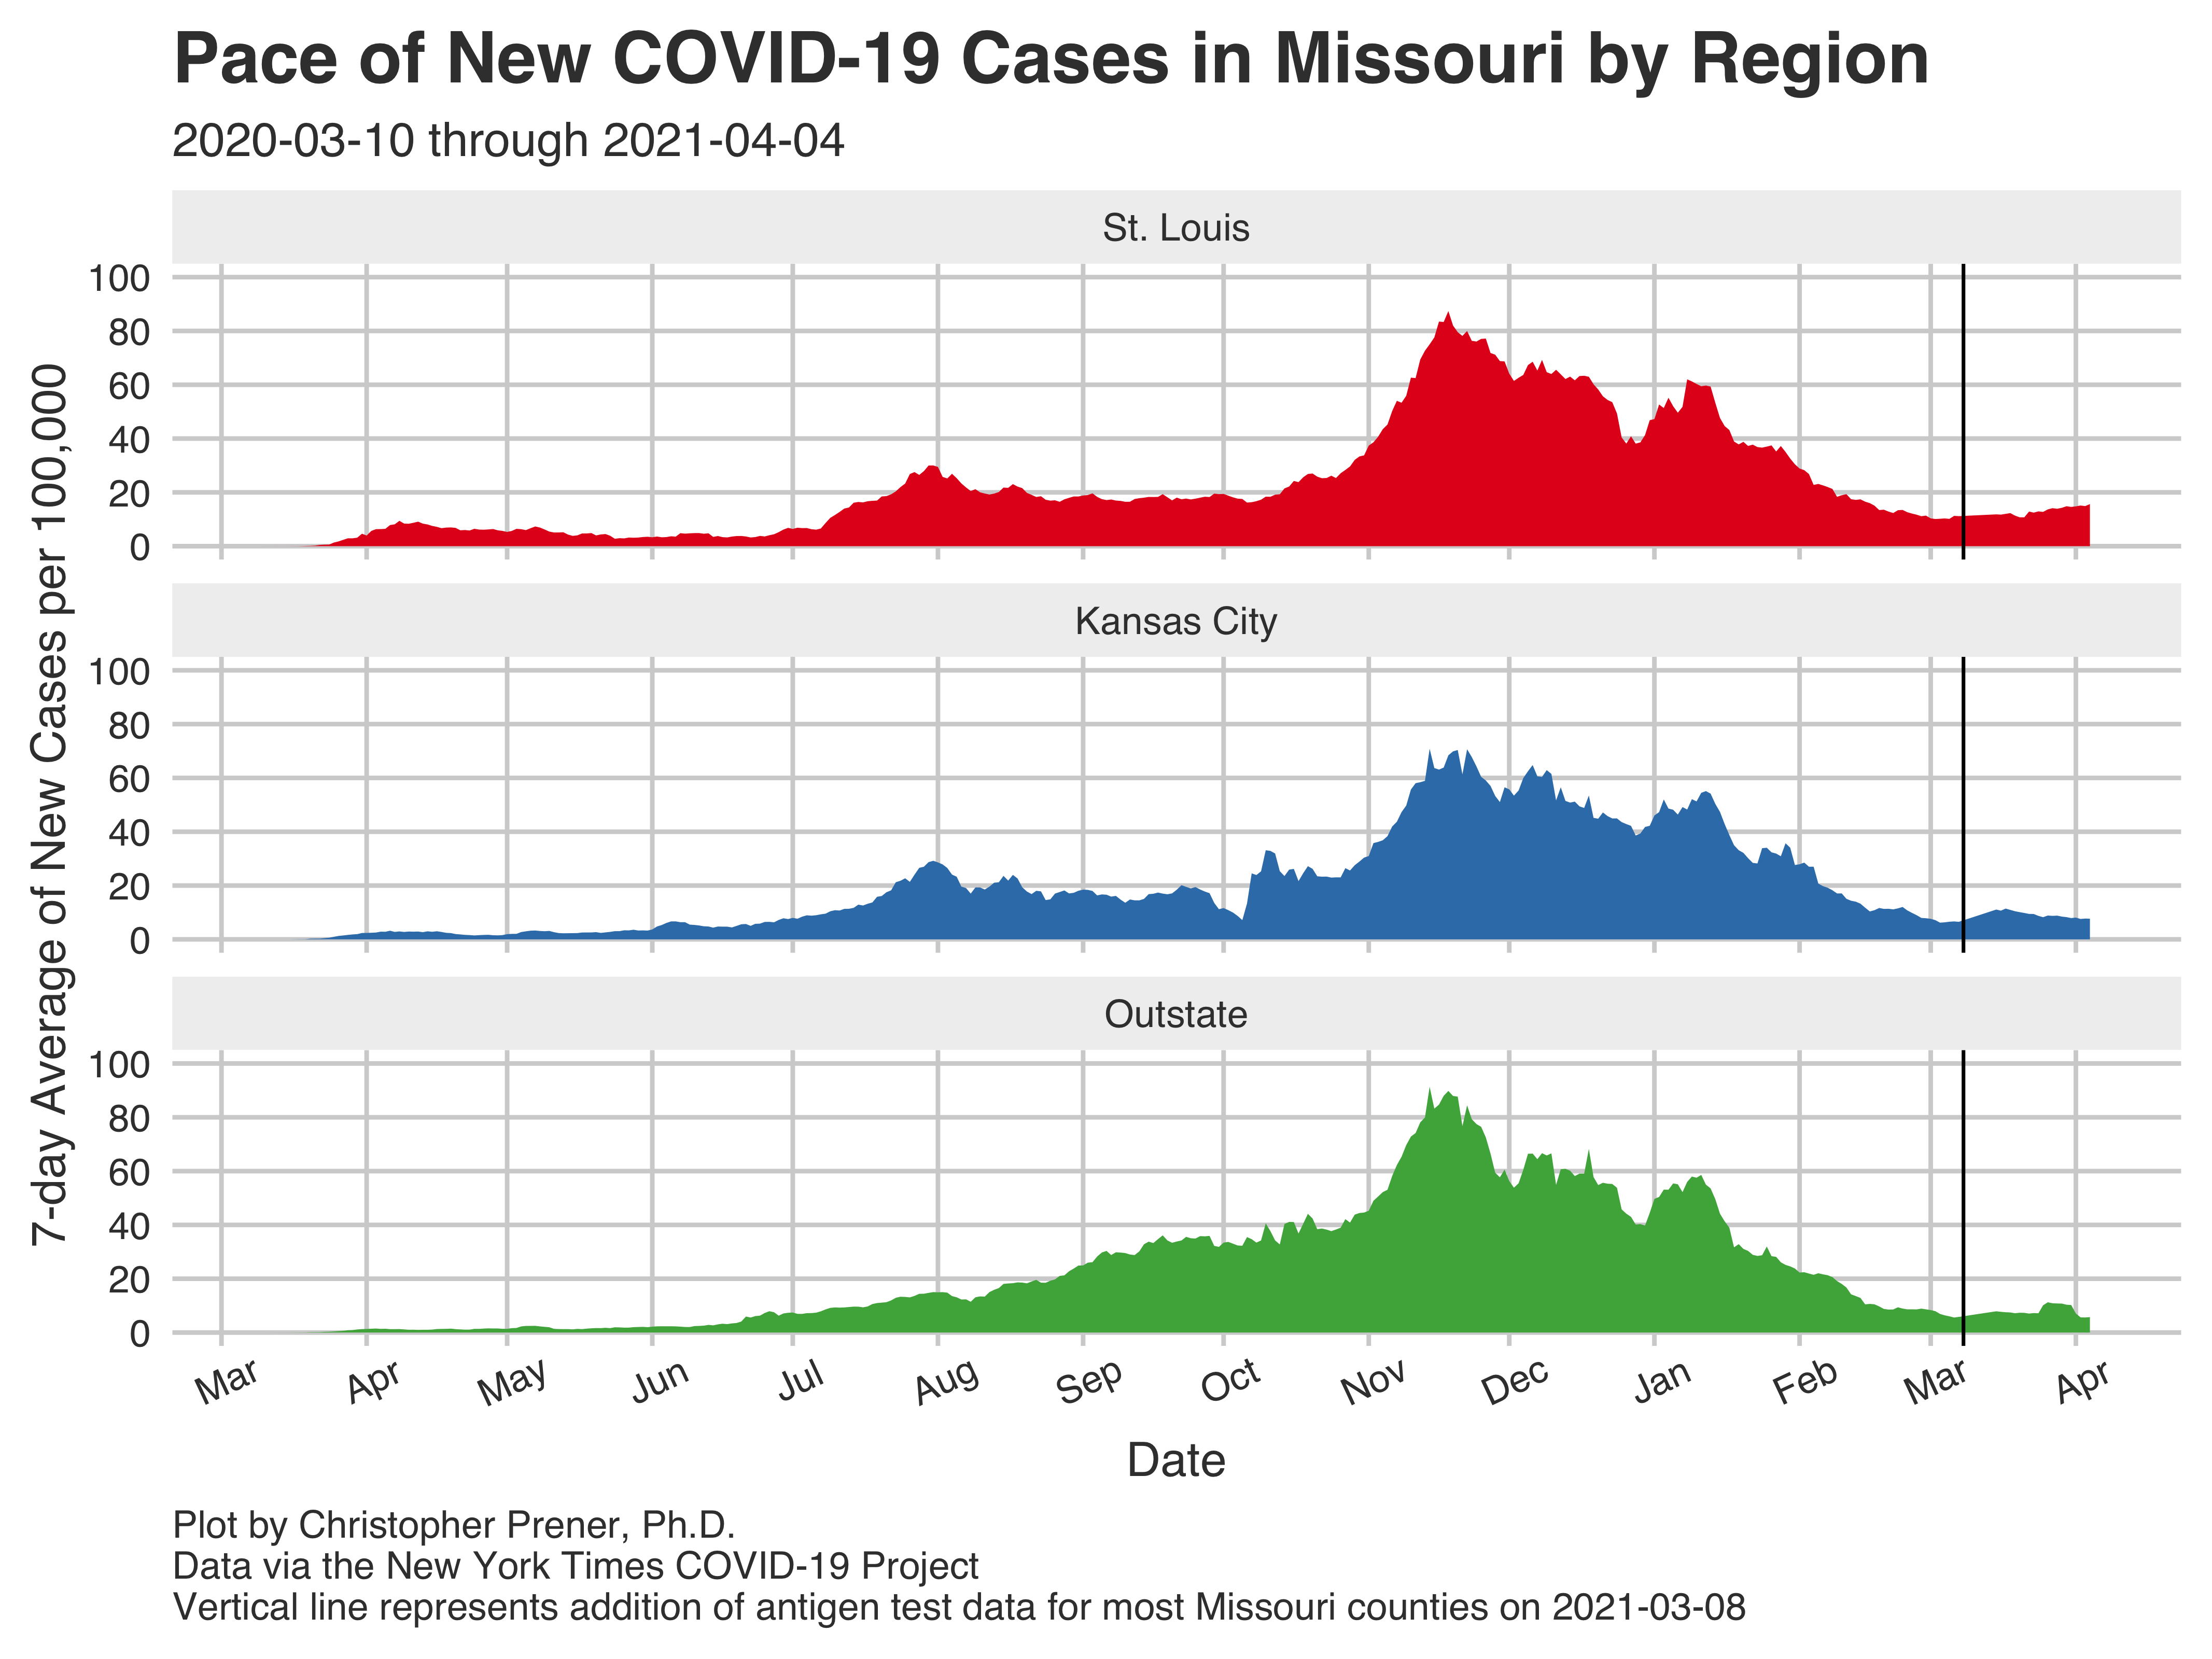 Pace of New COVID-19 Cases in Missouri by Region
2020-03-10 through 2021-04-04
7-day Average of New Cases per 100,000
St. Louis
100
80
60
40
20
0
Kansas City
100
80
60
40
20
0
Outstate
100
80
60
40
20
0
Mar Apr May Jun Jul Aug Sep Oct Nov Dec Jan Feb Mar Apr
Date
Plot by Christopher Prener, Ph.D.
Data via the New York Times COVID-19 Project
Vertical line represents addition of antigen test data for most Missouri counties on 2021-03-08